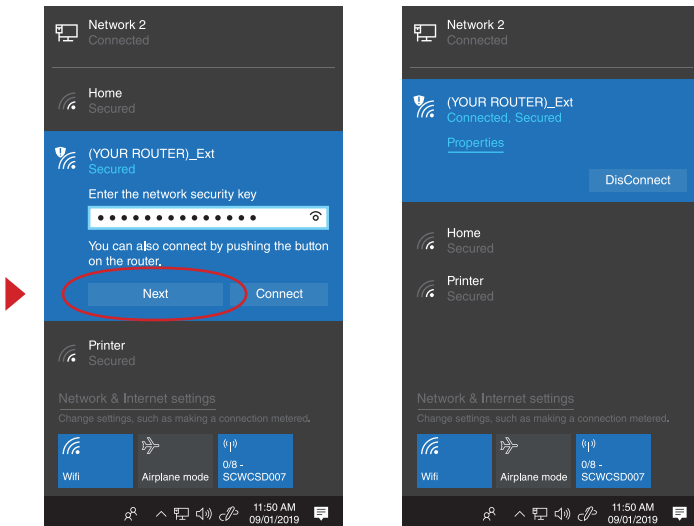 Network 2
Connected
Home
Secured
(YOUR ROUTER)_Ext
Secured
Enter the network security key
You can also connect by pushing the button
on the router.
Next
Connect
Printer
Secured
Network & Internet settings
Change settings, such as making a connection metered.
Wifi
Airplane mode
0/8 -
SCWCSD007
11:50 AM
09/01/2019
Network 2
Connected
(YOUR ROUTER)_Ext
Connected, Secured
Properties
DisConnect
Home
Secured
Printer
Secured
Network & Internet settings
Change settings, such as making a connection metered.
Wifi
Airplane mode
0/8 -
SCWCSD007
11:50 AM
09/01/2019